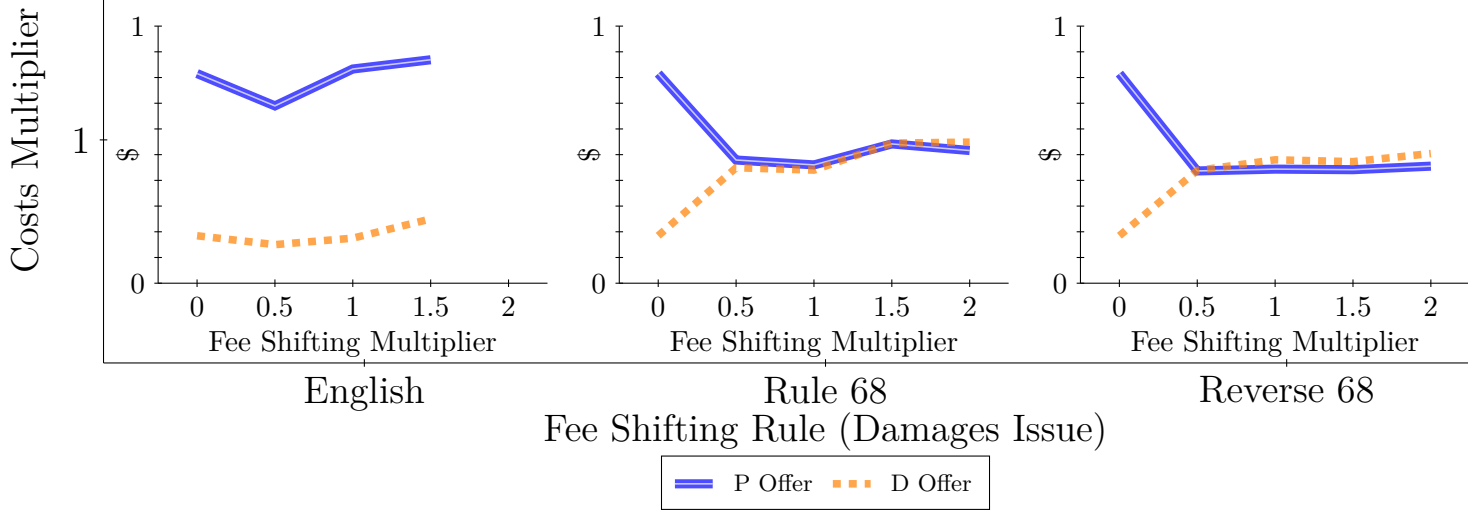 Costs Multiplier
1
1
$
0
0 0.5 1 1.5 2
Fee Shifting Multiplier
English
1
$
0
0 0.5 1 1.5 2
Fee Shifting Multiplier
Rule 68
1
$
0
0 0.5 1 1.5 2
Fee Shifting Multiplier
Reverse 68
Fee Shifting Rule (Damages Issue)
P Offer D Offer